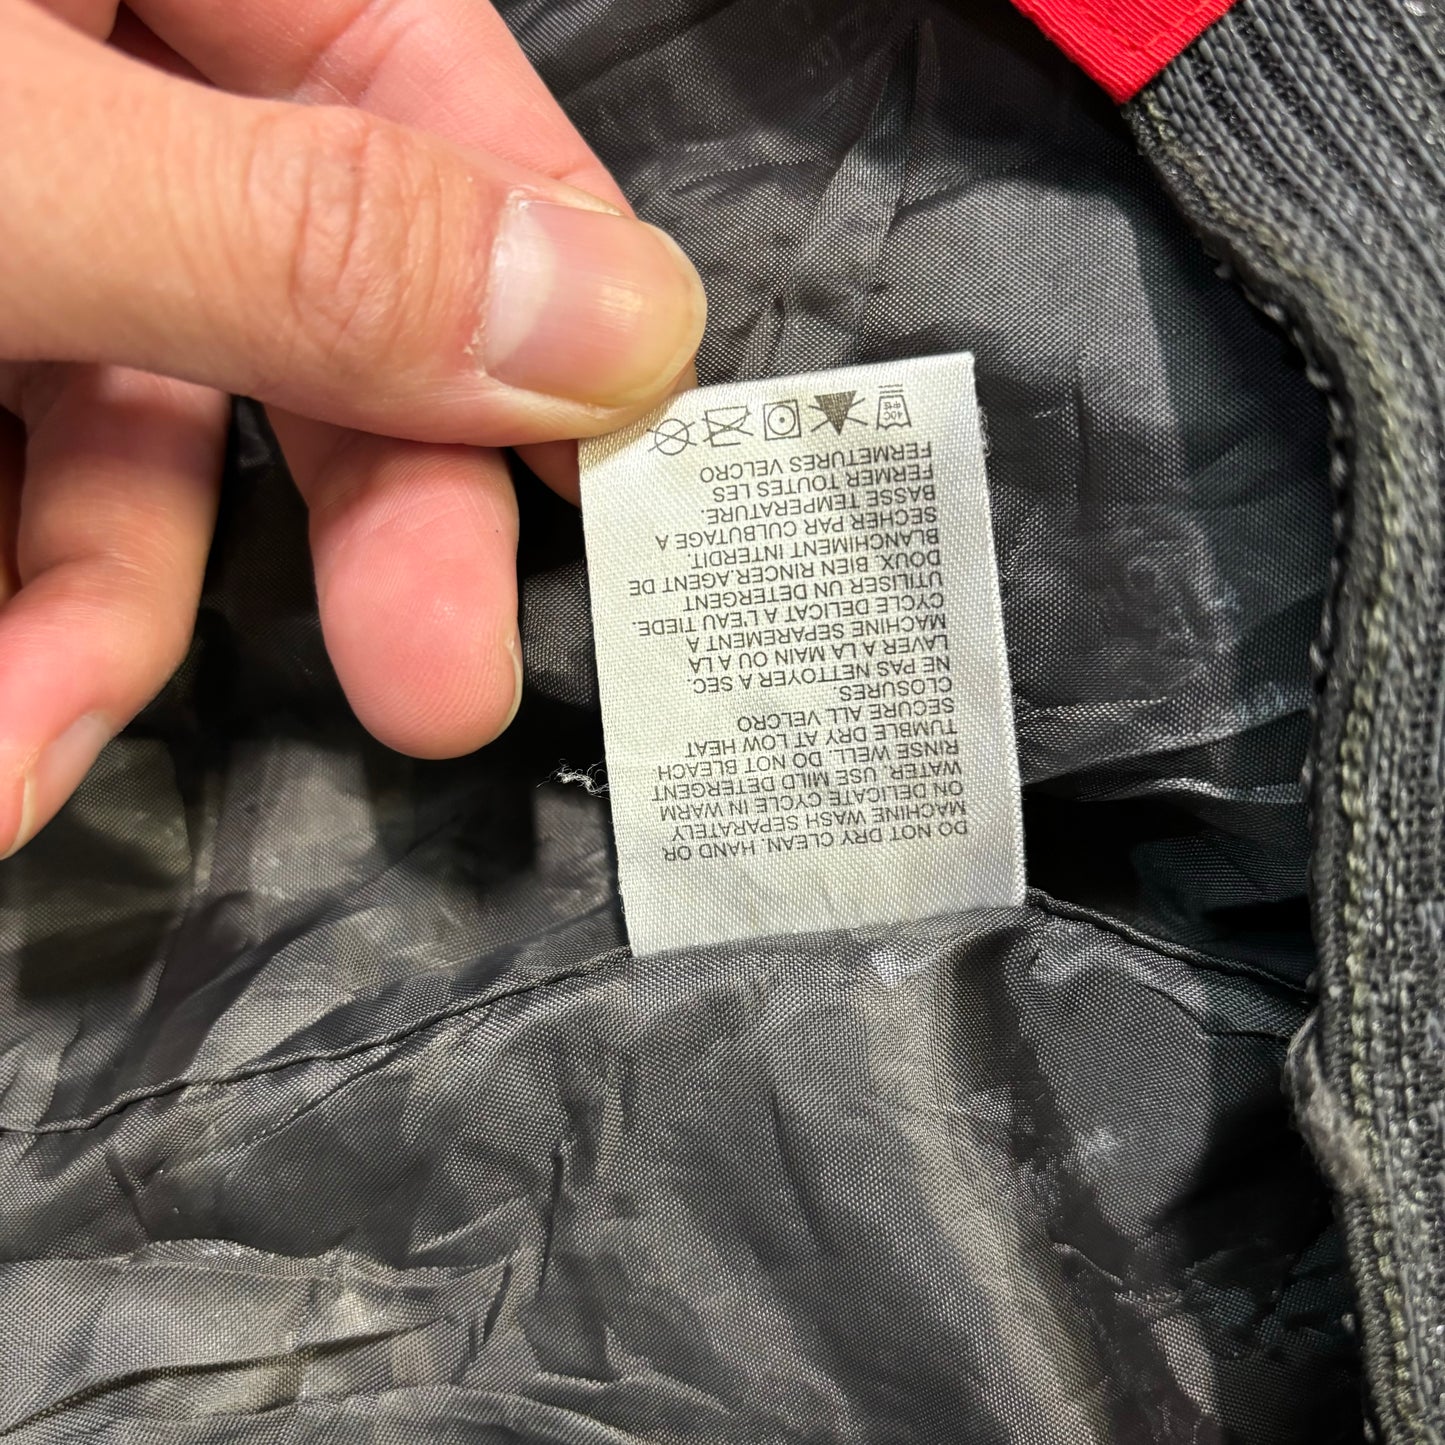 DO NOT DRY CLEAN. HAND OR
MACHINE WASH SEPARATELY
ON DELICATE CYCLE IN WARM
WATER. USE MILD DETERGENT
RINSE WELL. DO NOT BLEACH.
TUMBLE DRY AT LOW HEAT
SECURE ALL VELCRO
CLOSURES.
NE PAS NETTOYER A SEC
LAVER A LA MAIN OU A LA
MACHINE SEPAREMENT A
CYCLE DELICAT A L'EAU TIEDE.
UTILISER UN DETERGENT
DOUX. BIEN RINCER.AGENT DE
BLANCHIMENT INTERDIT.
SECHER PAR CULBUTAGE A
BASSE TEMPERATURE.
FERMER TOUTES LES
FERMETURES VELCRO
40C